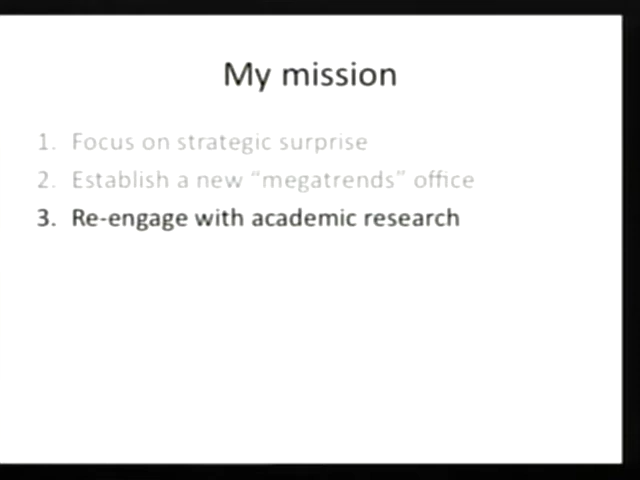 My mission
1. Focus on strategic surprise
2. Establish a new “megatrends” office
3. Re-engage with academic research